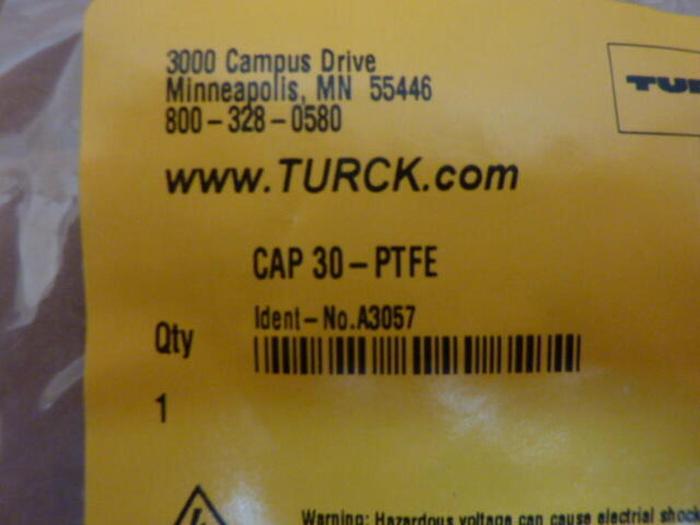 3000 Campus Drive
Minneapolis, MN 55446
800-328-0580
www.TURCK.com
CAP 30-PTFE
Ident-No.A3057
Qty
1
Warning: Hazardous voltage can cause electrial